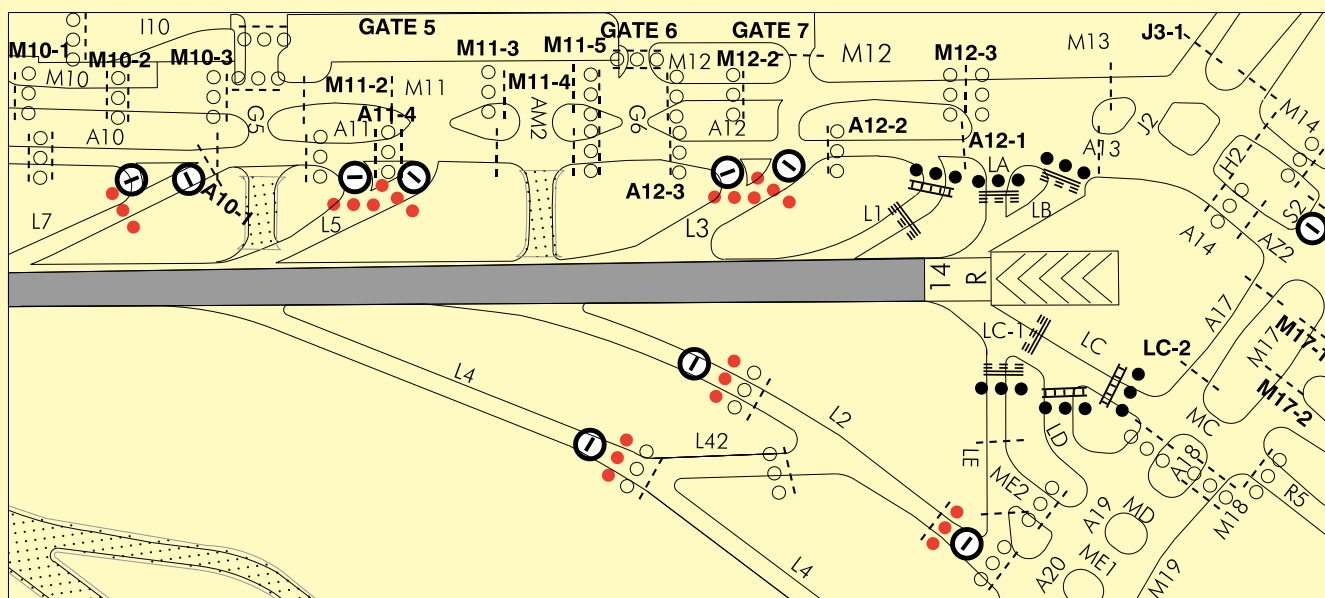 I10
GATE 5
GATE 6
GATE 7
M10-1
M10-2
M10-3
M10
M11-2
M11
M11-3
M11-4
M11-5
M12
M12-2
M12
M12-3
M13
J3-1
M14
A10
G5
A11
A11-4
AM2
G6
A12
A12-2
A12-1
LA
A13
J2
H2
A10-1
A12-3
L7
L5
L3
L1
LB
A14
AZ2
S2
14
R
A17
M17
M17-1
M17-2
LC-1
LC
LC-2
L4
L2
L42
LE
LD
MC
A18
ME2
A19
MD
M18
R5
A20
ME1
M19
L4